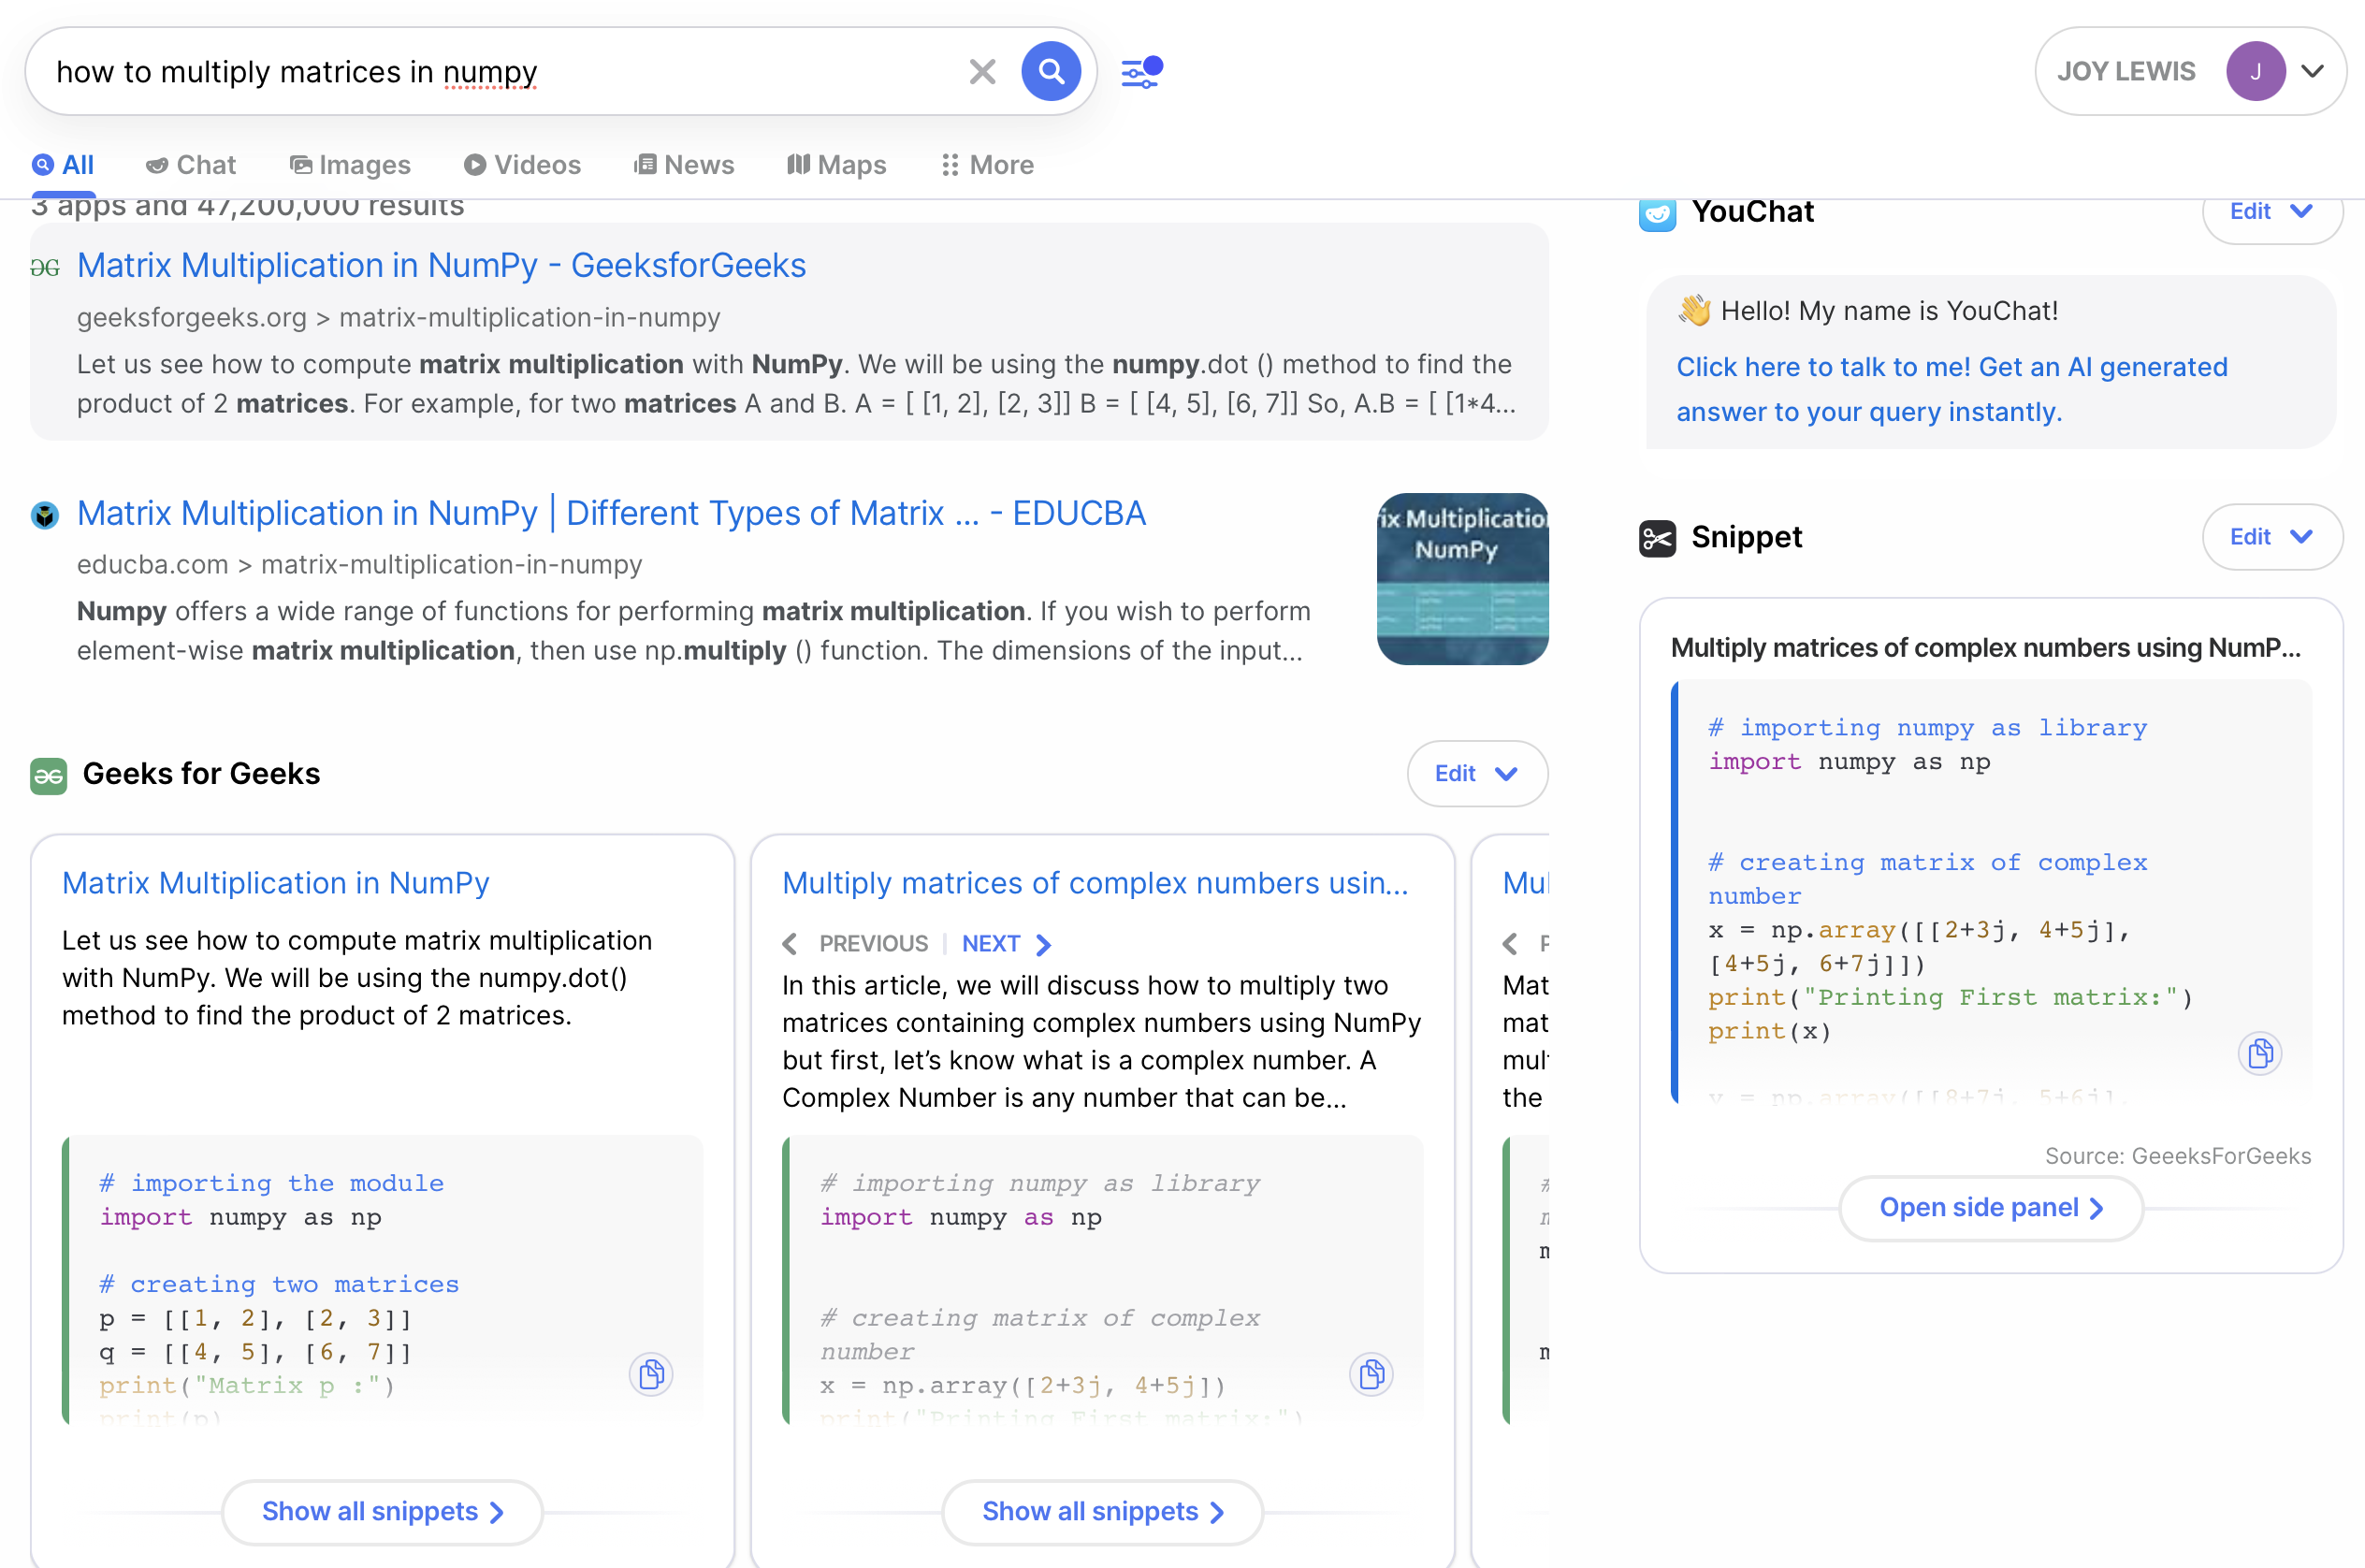 how to multiply matrices in numpy
JOY LEWIS
J
All
Chat
Images
Videos
News
Maps
More
3 apps and 47,200,000 results
Matrix Multiplication in NumPy - GeeksforGeeks
geeksforgeeks.org > matrix-multiplication-in-numpy
Let us see how to compute matrix multiplication with NumPy. We will be using the numpy.dot () method to find the
product of 2 matrices. For example, for two matrices A and B. A = [ [1, 2], [2, 3]] B = [ [4, 5], [6, 7]] So, A.B = [ [1*4...
Matrix Multiplication in NumPy | Different Types of Matrix ... - EDUCBA
educba.com > matrix-multiplication-in-numpy
Numpy offers a wide range of functions for performing matrix multiplication. If you wish to perform
element-wise matrix multiplication, then use np.multiply () function. The dimensions of the input...
ix Multiplicatio
NumPy
Geeks for Geeks
Edit
Matrix Multiplication in NumPy
Let us see how to compute matrix multiplication
with NumPy. We will be using the numpy.dot()
method to find the product of 2 matrices.
# importing the module
import numpy as np
# creating two matrices
p = [[1, 2], [2, 3]]
q = [[4, 5], [6, 7]]
print("Matrix p :")
print(p)
Show all snippets
Multiply matrices of complex numbers usin...
PREVIOUS | NEXT
In this article, we will discuss how to multiply two
matrices containing complex numbers using NumPy
but first, let’s know what is a complex number. A
Complex Number is any number that can be...
# importing numpy as library
import numpy as np
# creating matrix of complex
number
x = np.array([2+3j, 4+5j])
print("Printing First matrix:")
Show all snippets
Mul
P
Mat
mat
mul
the
#
YouChat
Edit
👋 Hello! My name is YouChat!
Click here to talk to me! Get an AI generated
answer to your query instantly.
Snippet
Edit
Multiply matrices of complex numbers using NumP...
# importing numpy as library
import numpy as np
# creating matrix of complex
number
x = np.array([[2+3j, 4+5j],
[4+5j, 6+7j]])
print("Printing First matrix:")
print(x)
y = np.array([[8+7j, 5+6j],
Source: GeeeksForGeeks
Open side panel